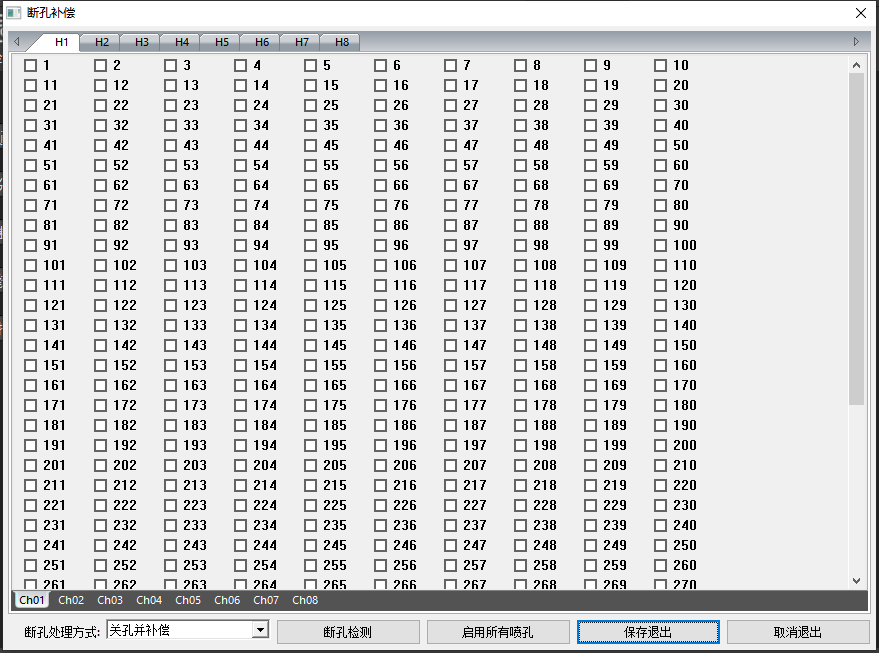 断孔补偿
H1 H2 H3 H4 H5 H6 H7 H8
1 2 3 4 5 6 7 8 9 10
11 12 13 14 15 16 17 18 19 20
21 22 23 24 25 26 27 28 29 30
31 32 33 34 35 36 37 38 39 40
41 42 43 44 45 46 47 48 49 50
51 52 53 54 55 56 57 58 59 60
61 62 63 64 65 66 67 68 69 70
71 72 73 74 75 76 77 78 79 80
81 82 83 84 85 86 87 88 89 90
91 92 93 94 95 96 97 98 99 100
101 102 103 104 105 106 107 108 109 110
111 112 113 114 115 116 117 118 119 120
121 122 123 124 125 126 127 128 129 130
131 132 133 134 135 136 137 138 139 140
141 142 143 144 145 146 147 148 149 150
151 152 153 154 155 156 157 158 159 160
161 162 163 164 165 166 167 168 169 170
171 172 173 174 175 176 177 178 179 180
181 182 183 184 185 186 187 188 189 190
191 192 193 194 195 196 197 198 199 200
201 202 203 204 205 206 207 208 209 210
211 212 213 214 215 216 217 218 219 220
221 222 223 224 225 226 227 228 229 230
231 232 233 234 235 236 237 238 239 240
241 242 243 244 245 246 247 248 249 250
251 252 253 254 255 256 257 258 259 260
261 262 263 264 265 266 267 268 269 270
Ch01 Ch02 Ch03 Ch04 Ch05 Ch06 Ch07 Ch08
断孔处理方式: 关孔并补偿 断孔检测 启用所有喷孔 保存退出 取消退出